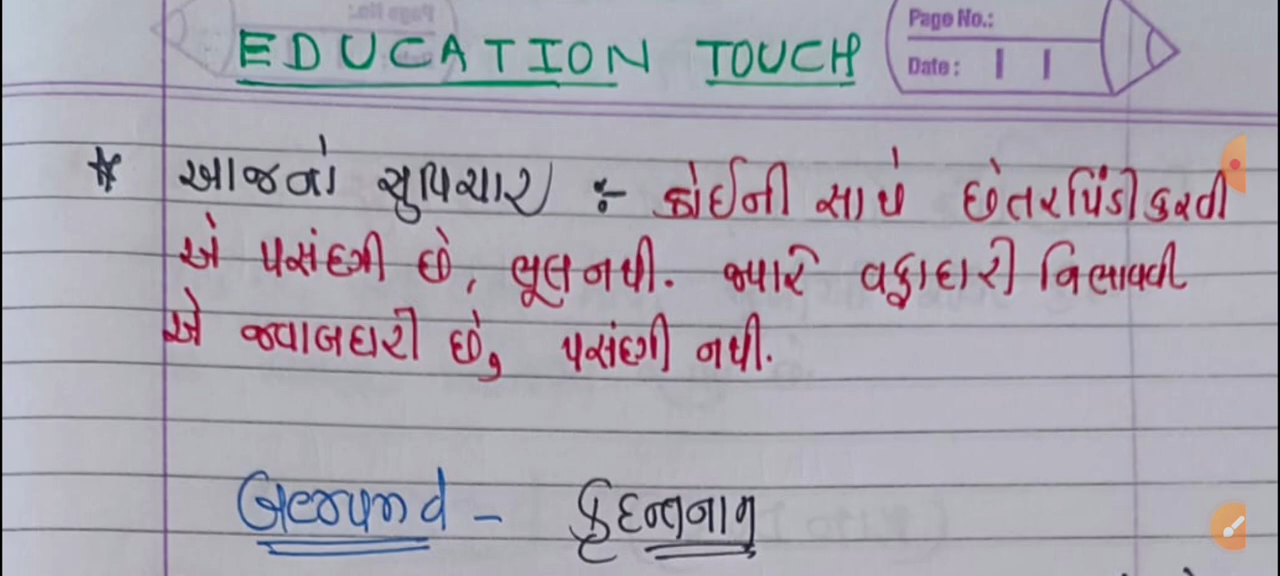 EDUCATION TOUCH
Page No.:
Date:
* આજનો સુવિચાર :- કોઈની સાથે છેતરપિંડી કરવી
એ પસંદગી છે, ભૂલ નથી. જ્યારે વફાદારી નિભાવવી
એ જવાબદારી છે, પસંદગી નથી.
Gerund - કૃદન્તનામ